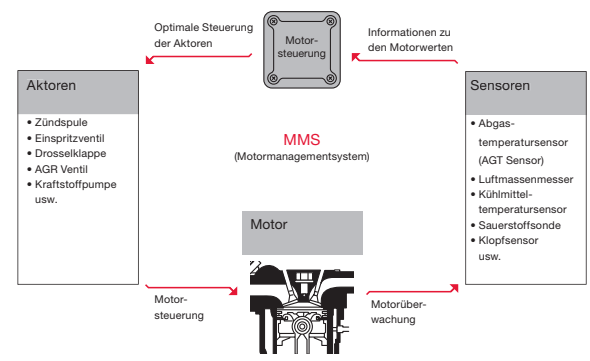 Optimale Steuerung
der Aktoren
Motor-
steuerung
Informationen zu
den Motorwerten
Aktoren
• Zündspule
• Einspritzventil
• Drosselklappe
• AGR Ventil
• Kraftstoffpumpe
usw.
MMS
(Motormanagementsystem)
Sensoren
• Abgas-
temperatursensor
(AGT Sensor)
• Luftmassenmesser
• Kühlmittel-
temperatursensor
• Sauerstoffsonde
• Klopfsensor
usw.
Motor
Motor-
steuerung
Motorüber-
wachung